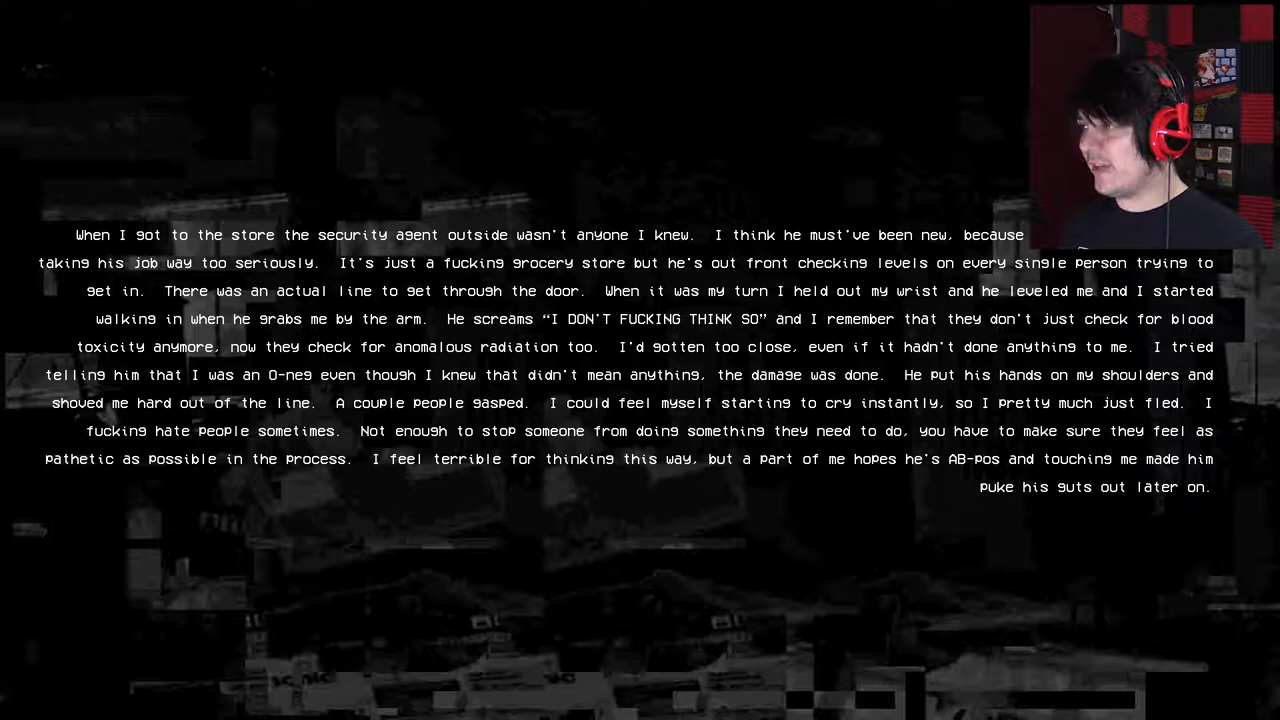 When I got to the store the security agent outside wasn't anyone I knew.  I think he must've been new, because
taking his job way too seriously.  It's just a fucking grocery store but he's out front checking levels on every single person trying to
get in.  There was an actual line to get through the door.  When it was my turn I held out my wrist and he leveled me and I started
walking in when he grabs me by the arm.  He screams “I DON'T FUCKING THINK SO” and I remember that they don't just check for blood
toxicity anymore, now they check for anomalous radiation too.  I'd gotten too close, even if it hadn't done anything to me.  I tried
telling him that I was an O-neg even though I knew that didn't mean anything, the damage was done.  He put his hands on my shoulders and
shoved me hard out of the line.  A couple people gasped.  I could feel myself starting to cry instantly, so I pretty much just fled.  I
fucking hate people sometimes.  Not enough to stop someone from doing something they need to do, you have to make sure they feel as
pathetic as possible in the process.  I feel terrible for thinking this way, but a part of me hopes he's AB-pos and touching me made him
puke his guts out later on.